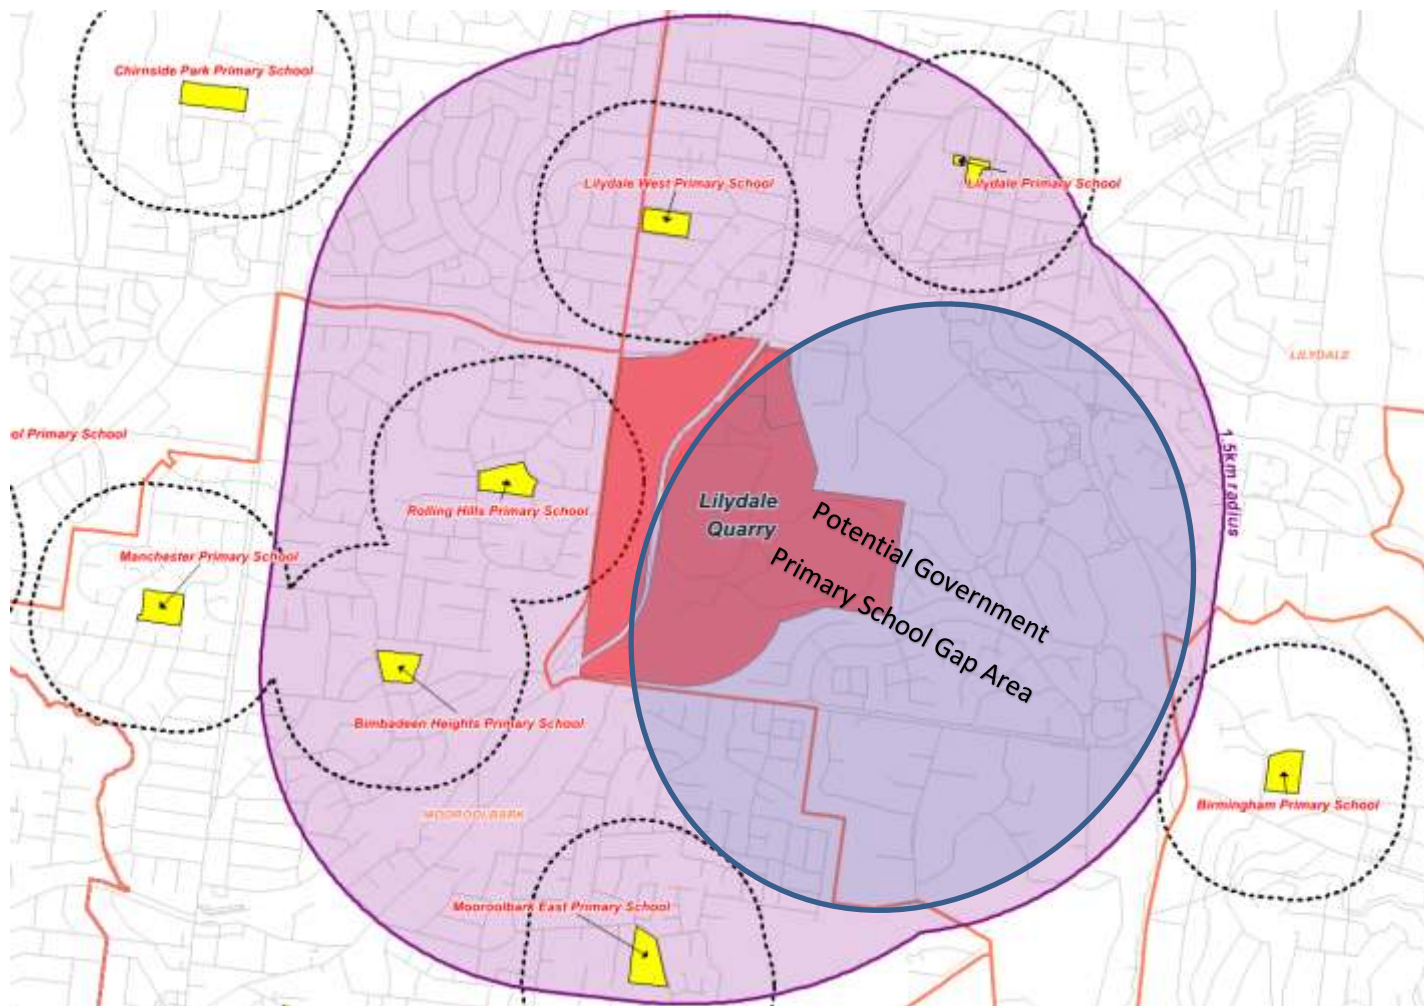 Chirnside Park Primary School
Lilydale West Primary School
Lilydale Primary School
LILYDALE
ol Primary School
1.5km radius
Lilydale
Quarry
Rolling Hills Primary School
Potential Government
Primary School Gap Area
Manchester Primary School
Bimbadeen Heights Primary School
MOOROOLBARK
Birmingham Primary School
Mooroolbark East Primary School